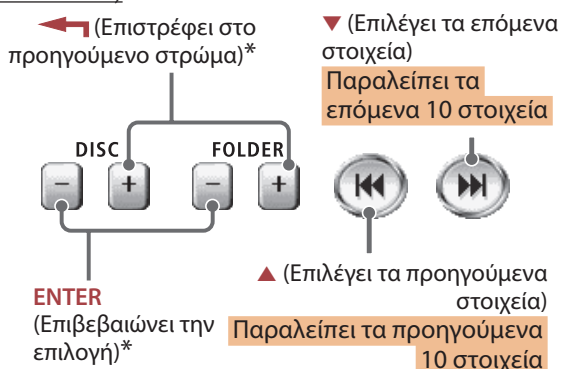 (Επιστρέφει στο
προηγούμενο στρώμα)*
▼ (Επιλέγει τα επόμενα
στοιχεία)
Παραλείπει τα
επόμενα 10 στοιχεία
DISC FOLDER
− + − +
ENTER
(Επιβεβαιώνει την
επιλογή)*
▲ (Επιλέγει τα προηγούμενα
στοιχεία)
Παραλείπει τα προηγούμενα
10 στοιχεία